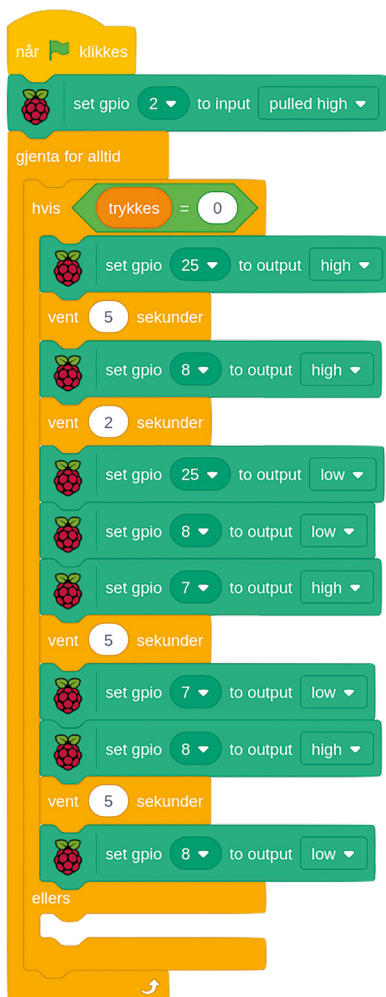 når klikkes
set gpio 2 to input pulled high
gjenta for alltid
hvis trykkes = 0
set gpio 25 to output high
vent 5 sekunder
set gpio 8 to output high
vent 2 sekunder
set gpio 25 to output low
set gpio 8 to output low
set gpio 7 to output high
vent 5 sekunder
set gpio 7 to output low
set gpio 8 to output high
vent 5 sekunder
set gpio 8 to output low
ellers